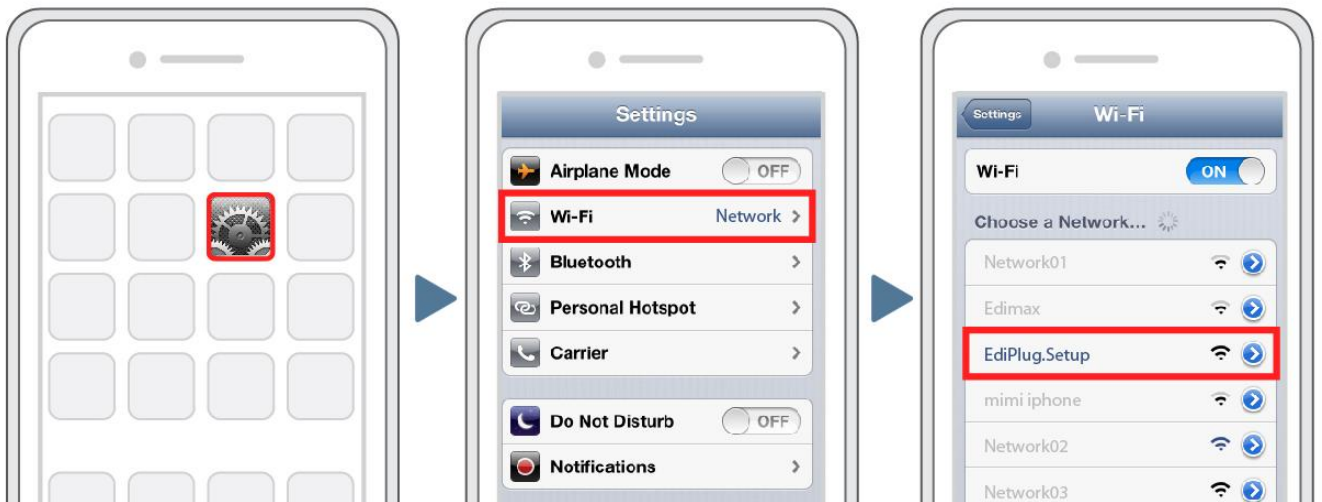 Settings
Airplane Mode OFF
Wi-Fi Network
Bluetooth
Personal Hotspot
Carrier
Do Not Disturb OFF
Notifications
Settings Wi-Fi
Wi-Fi ON
Choose a Network...
Network01
Edimax
EdiPlug.Setup
mimi iphone
Network02
Network03